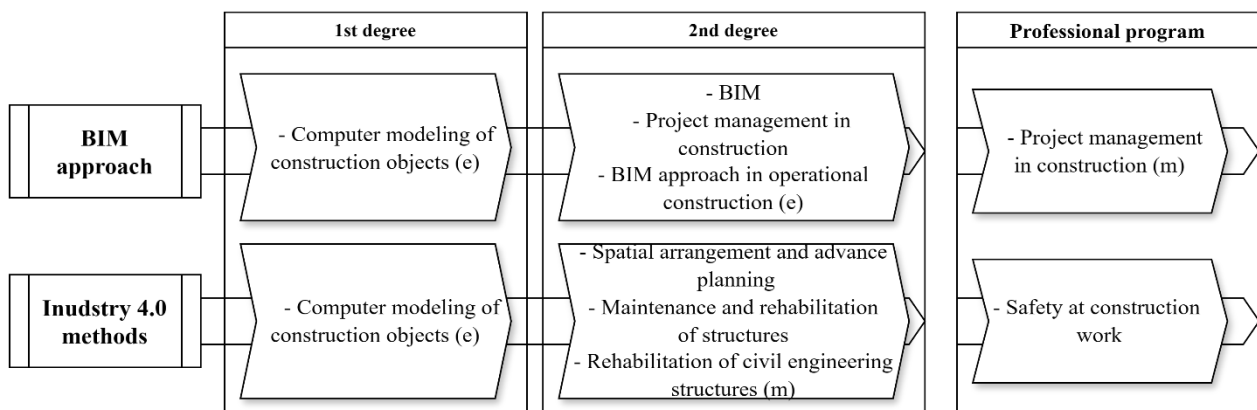 1st degree
2nd degree
Professional program
BIM
approach
- Computer modeling of
construction objects (e)
- BIM
- Project management in
construction
- BIM approach in operational
construction (e)
- Project management
in construction (m)
Inudstry 4.0
methods
- Computer modeling of
construction objects (e)
- Spatial arrangement and advance
planning
- Maintenance and rehabilitation
of structures
- Rehabilitation of civil engineering
structures (m)
- Safety at construction
work